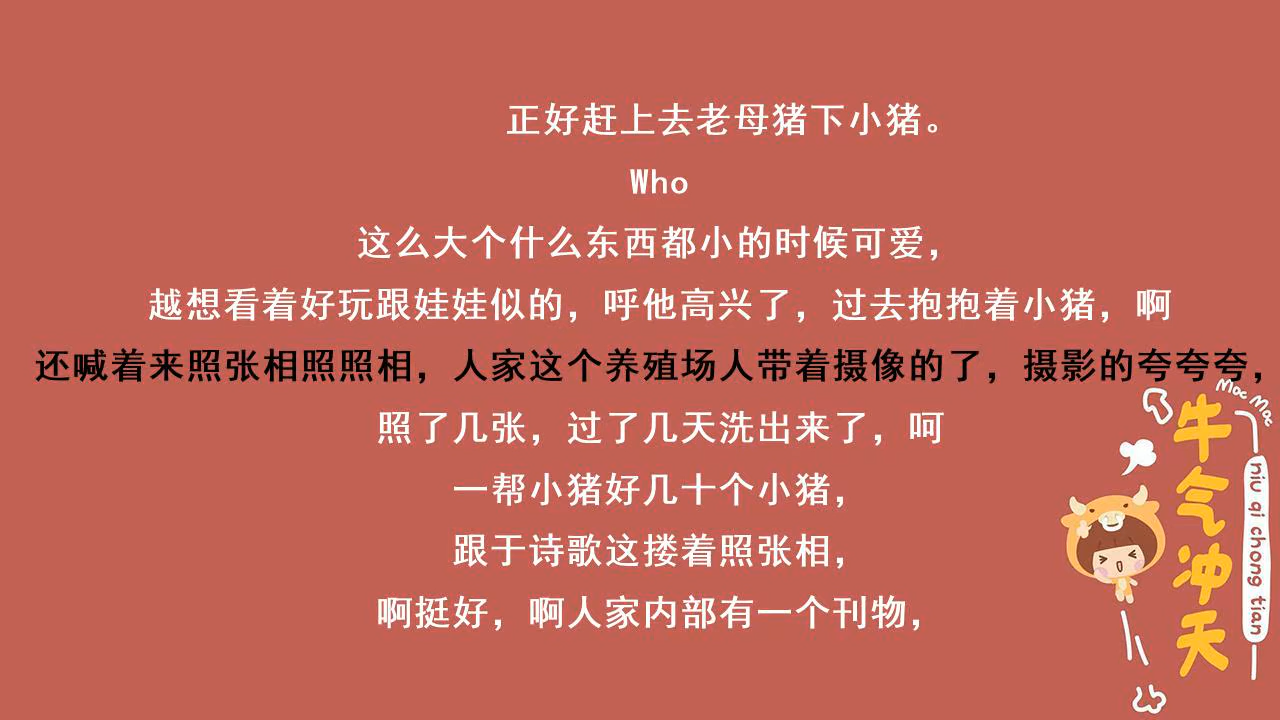 正好赶上去老母猪下小猪。
Who
这么大个什么东西都小的时候可爱，
越想看着好玩跟娃娃似的，呼他高兴了，过去抱抱着小猪，啊
还喊着来照张相照照相，人家这个养殖场人带着摄像的了，摄影的夸夸夸，
照了几张，过了几天洗出来了，呵
一帮小猪好几十个小猪，
跟于诗歌这搂着照张相，
啊挺好，啊人家内部有一个刊物，
Moc Moc
牛气冲天
niu qi chong tian